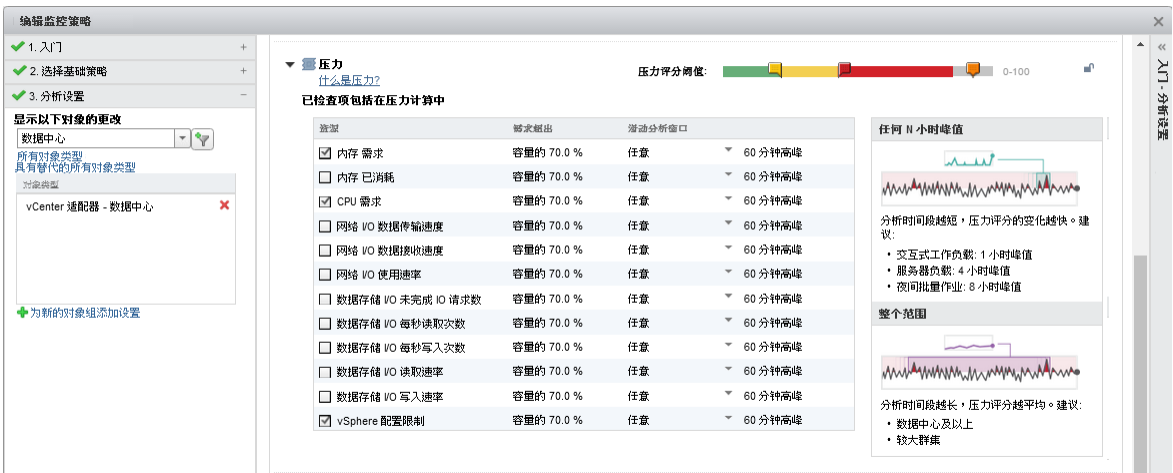 编辑监控策略
1. 入门
2. 选择基础策略
3. 分析设置
显示以下对象的更改
数据中心
所有对象类型
具有替代的所有对象类型
对象类型
vCenter 适配器 - 数据中心
为新的对象组添加设置
压力
什么是压力?
压力评分阈值:
0-100
已检查项包括在压力计算中
资源 需求超出 滑动分析窗口
内存 需求 容量的 70.0 % 任意 60 分钟高峰
内存 已消耗 容量的 70.0 % 任意 60 分钟高峰
CPU 需求 容量的 70.0 % 任意 60 分钟高峰
网络 I/O 数据传输速度 容量的 70.0 % 任意 60 分钟高峰
网络 I/O 数据接收速度 容量的 70.0 % 任意 60 分钟高峰
网络 I/O 使用速率 容量的 70.0 % 任意 60 分钟高峰
数据存储 I/O 未完成 IO 请求数 容量的 70.0 % 任意 60 分钟高峰
数据存储 I/O 每秒读取次数 容量的 70.0 % 任意 60 分钟高峰
数据存储 I/O 每秒写入次数 容量的 70.0 % 任意 60 分钟高峰
数据存储 I/O 读取速率 容量的 70.0 % 任意 60 分钟高峰
数据存储 I/O 写入速率 容量的 70.0 % 任意 60 分钟高峰
vSphere 配置限制 容量的 70.0 % 任意 60 分钟高峰
任何 N 小时峰值
分析时间段越短，压力评分的变化越快。建
议:
• 交互式工作负载: 1 小时峰值
• 服务器负载: 4 小时峰值
• 夜间批量作业: 8 小时峰值
整个范围
分析时间段越长，压力评分越平均。建议:
• 数据中心及以上
• 较大群集
入门 - 分析设置